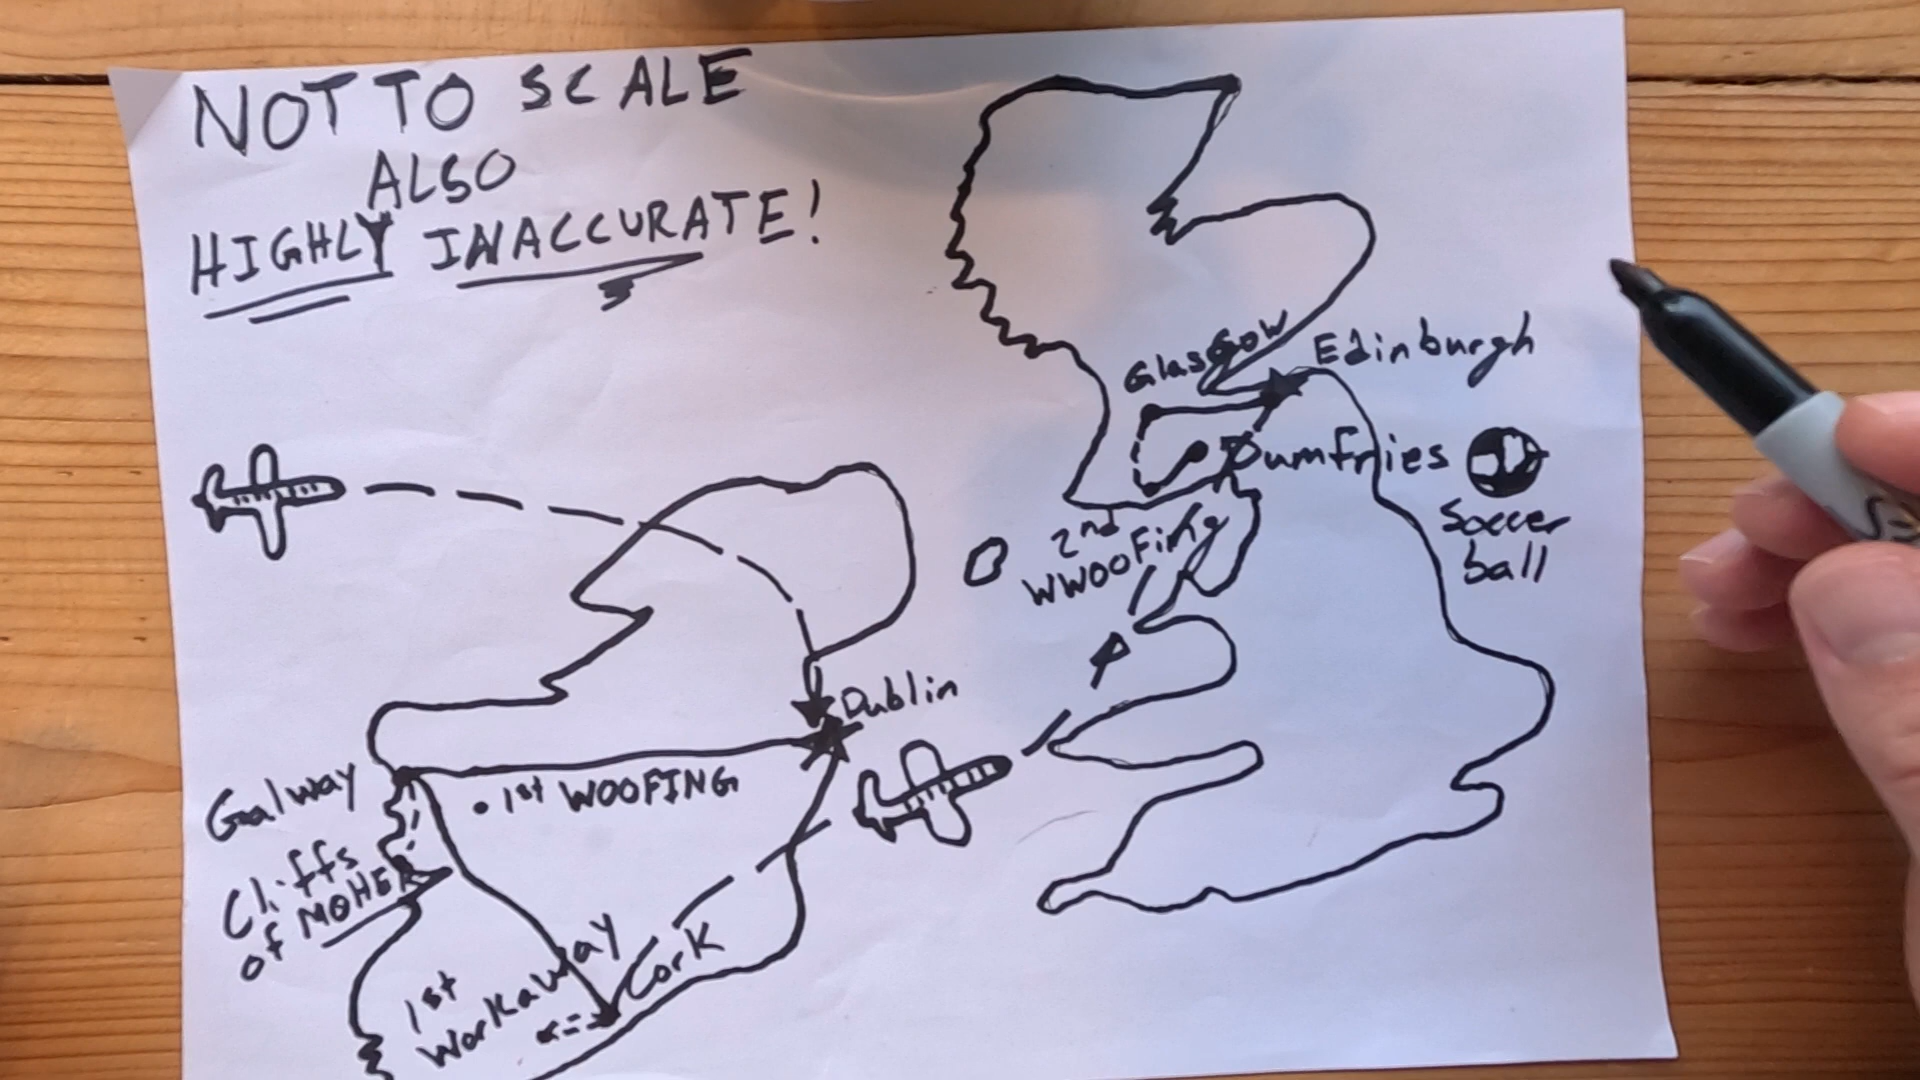 NOT TO SCALE
ALSO
HIGHLY INACCURATE!
Glasgow
Edinburgh
Dumfries
Soccer
ball
2nd
WWOOFing
Dublin
Galway
• 1st WOOFING
Cliffs
of MOHER
1st
Workaway
Cork